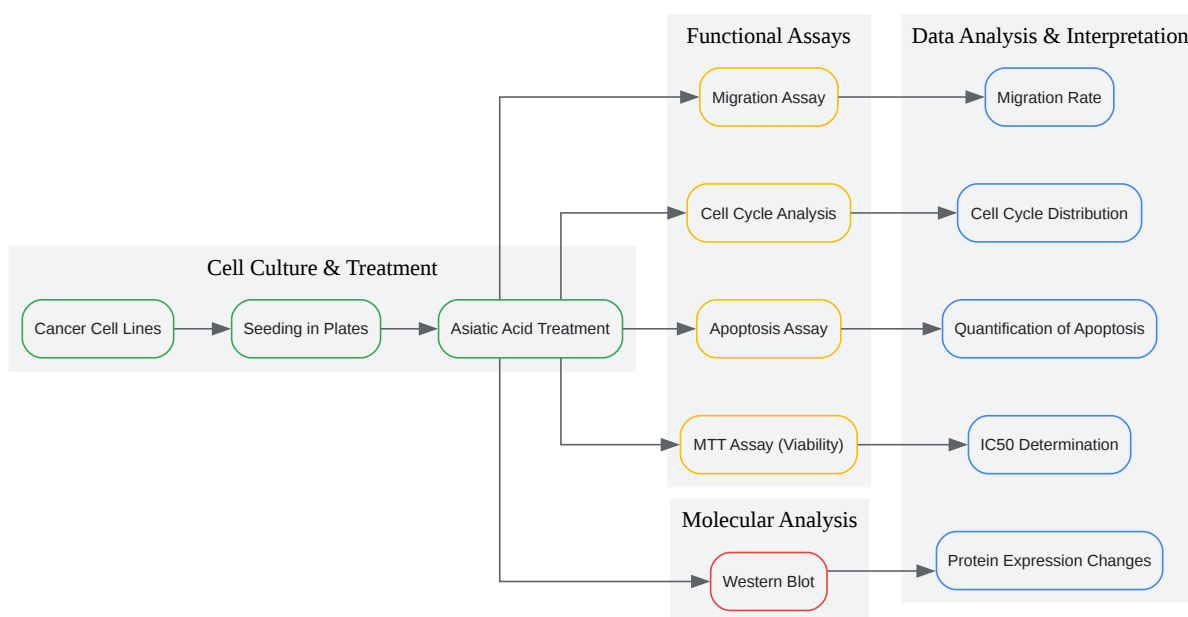 Functional Assays
Data Analysis & Interpretation
Migration Assay
Migration Rate
Cell Cycle Analysis
Cell Cycle Distribution
Cell Culture & Treatment
Cancer Cell Lines
Seeding in Plates
Asiatic Acid Treatment
Apoptosis Assay
Quantification of Apoptosis
MTT Assay (Viability)
IC50 Determination
Molecular Analysis
Western Blot
Protein Expression Changes